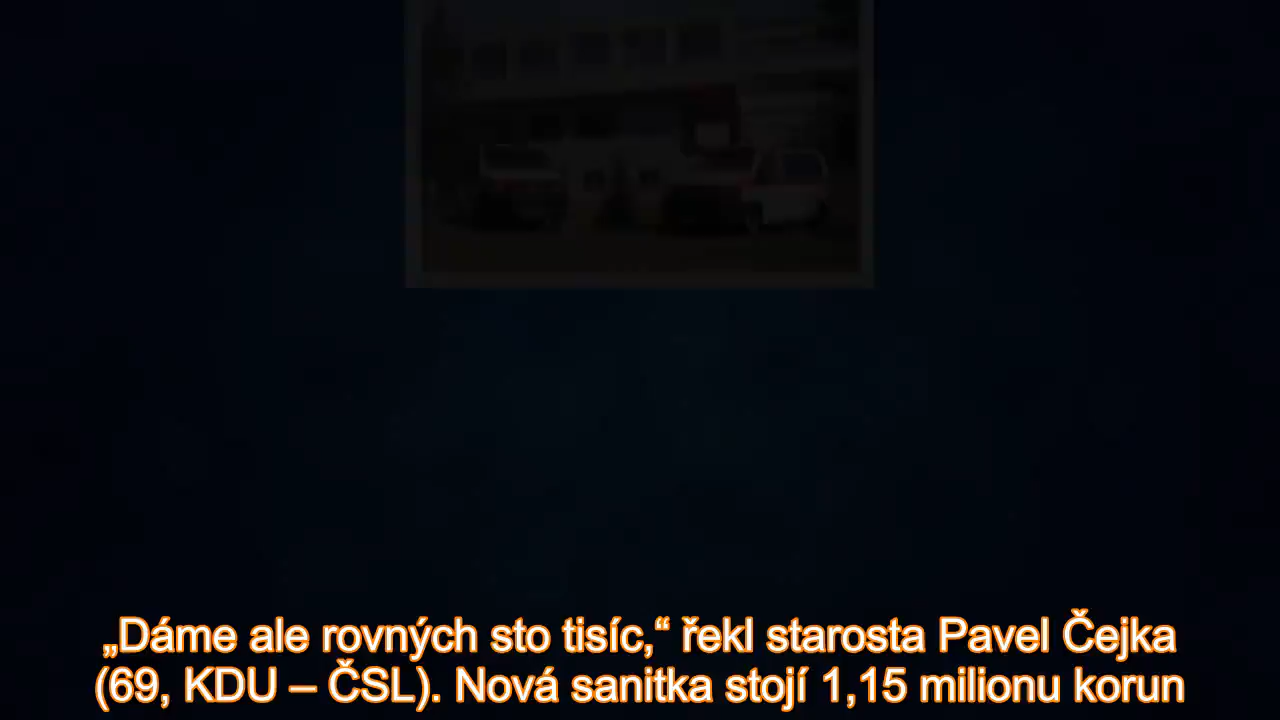 „Dáme ale rovných sto tisíc,“ řekl starosta Pavel Čejka
(69, KDU – ČSL). Nová sanitka stojí 1,15 milionu korun